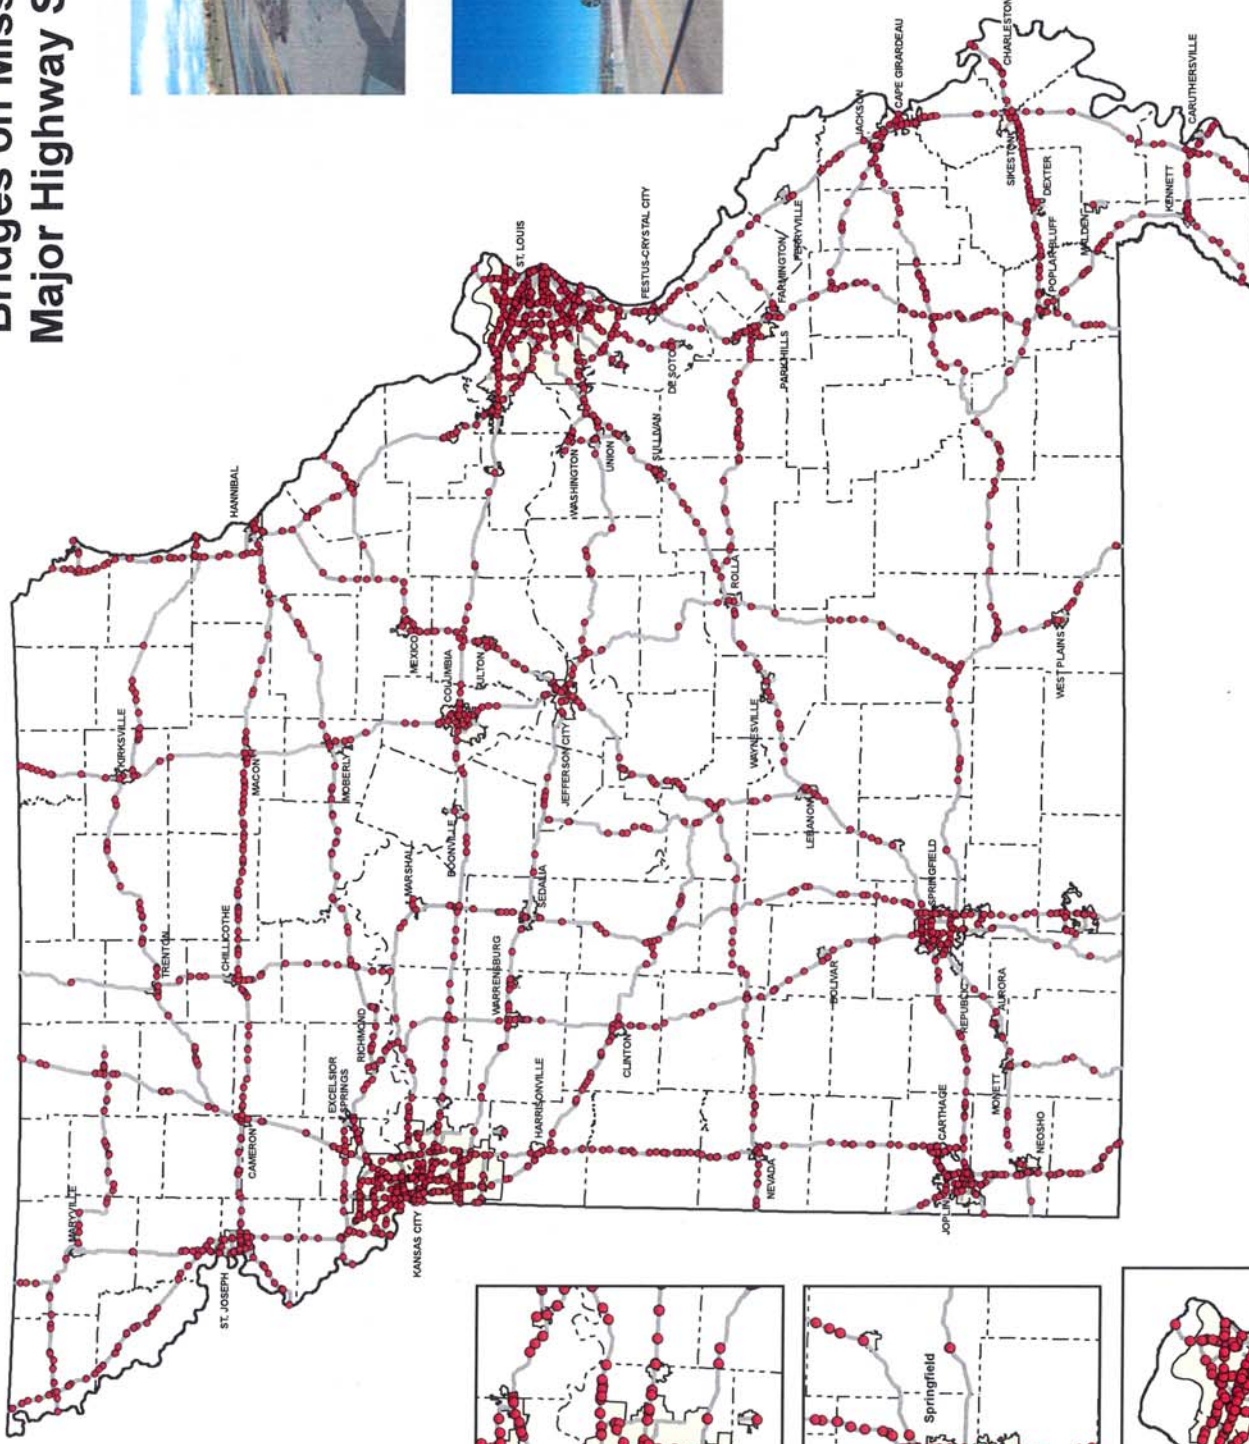 Bridges on Miss
Major Highway S
MARYVILLE
ST. JOSEPH
CAMERON
TRENTON
CHILLICOTHE
KIRKSVILLE
MACON
MOBERLY
HANNIBAL
EXCELSIOR
SPRINGS
RICHMOND
KANSAS CITY
MARSHALL
BOONVILLE
COLUMBIA
MEXICO
FULTON
WARRENSBURG
SEDALIA
JEFFERSON CITY
HARRISONVILLE
CLINTON
WASHINGTON
UNION
ST. LOUIS
SULLIVAN
DE SOTO
FESTUS-CRYSTAL CITY
ROLLA
WAYNESVILLE
LEBANON
NEVADA
BOLIVAR
PARK HILLS
FARMINGTON
PERRYVILLE
JACKSON
CAPE GIRARDEAU
SPRINGFIELD
REPUBLIC
AURORA
MONETT
CARTHAGE
JOPLIN
NEOSHO
WEST PLAINS
POPLAR BLUFF
DEXTER
SIKESTON
CHARLESTON
MALDEN
KENNETT
CARUTHERSVILLE
Springfield